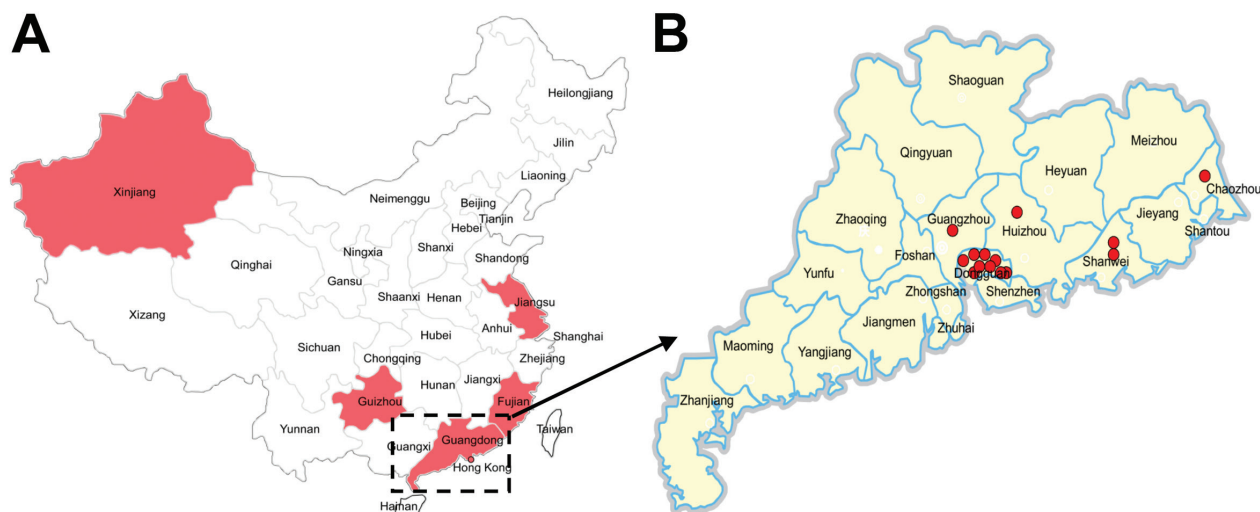 A
Heilongjiang
Jilin
Liaoning
Xinjiang
Neimenggu
Beijing
Tianjin
Hebei
Shanxi
Ningxia
Shandong
Qinghai
Gansu
Shaanxi
Henan
Jiangsu
Xizang
Anhui
Hubei
Shanghai
Sichuan
Chongqing
Zhejiang
Hunan
Jiangxi
Guizhou
Fujian
Yunnan
Guangxi
Guangdong
Taiwan
Hong Kong
Hainan
B
Shaoguan
Meizhou
Qingyuan
Heyuan
Chaozhou
Zhaoqing
Guangzhou
Jieyang
Huizhou
Shantou
Foshan
Shanwei
Yunfu
Dongguan
Zhongshan
Shenzhen
Jiangmen
Zhuhai
Maoming
Yangjiang
Zhanjiang